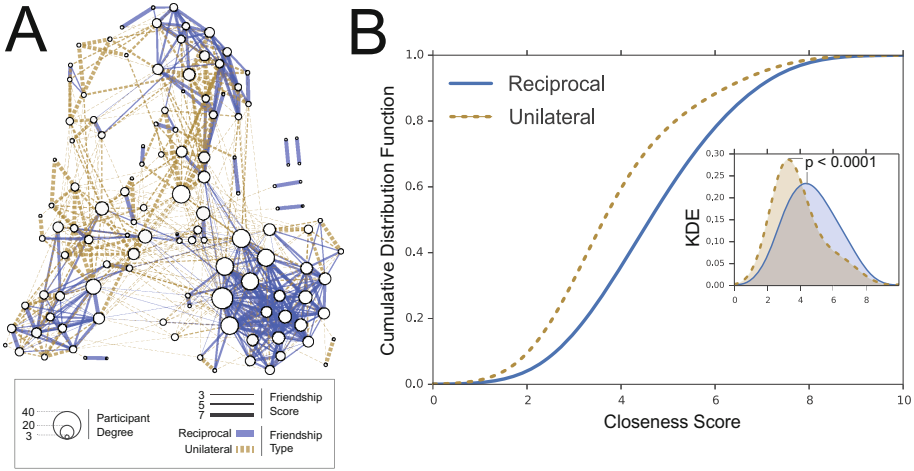 A
40
20
3
Participant
Degree
3
5
7
Friendship
Score
Reciprocal
Unilateral
Friendship
Type
B
Cumulative Distribution Function
1.0
0.8
0.6
0.4
0.2
0.0
0
2
4
6
8
10
Closeness Score
Reciprocal
Unilateral
KDE
0,30
0,25
0,20
0,15
0,10
0,05
0,00
0
2
4
6
8
p < 0.0001